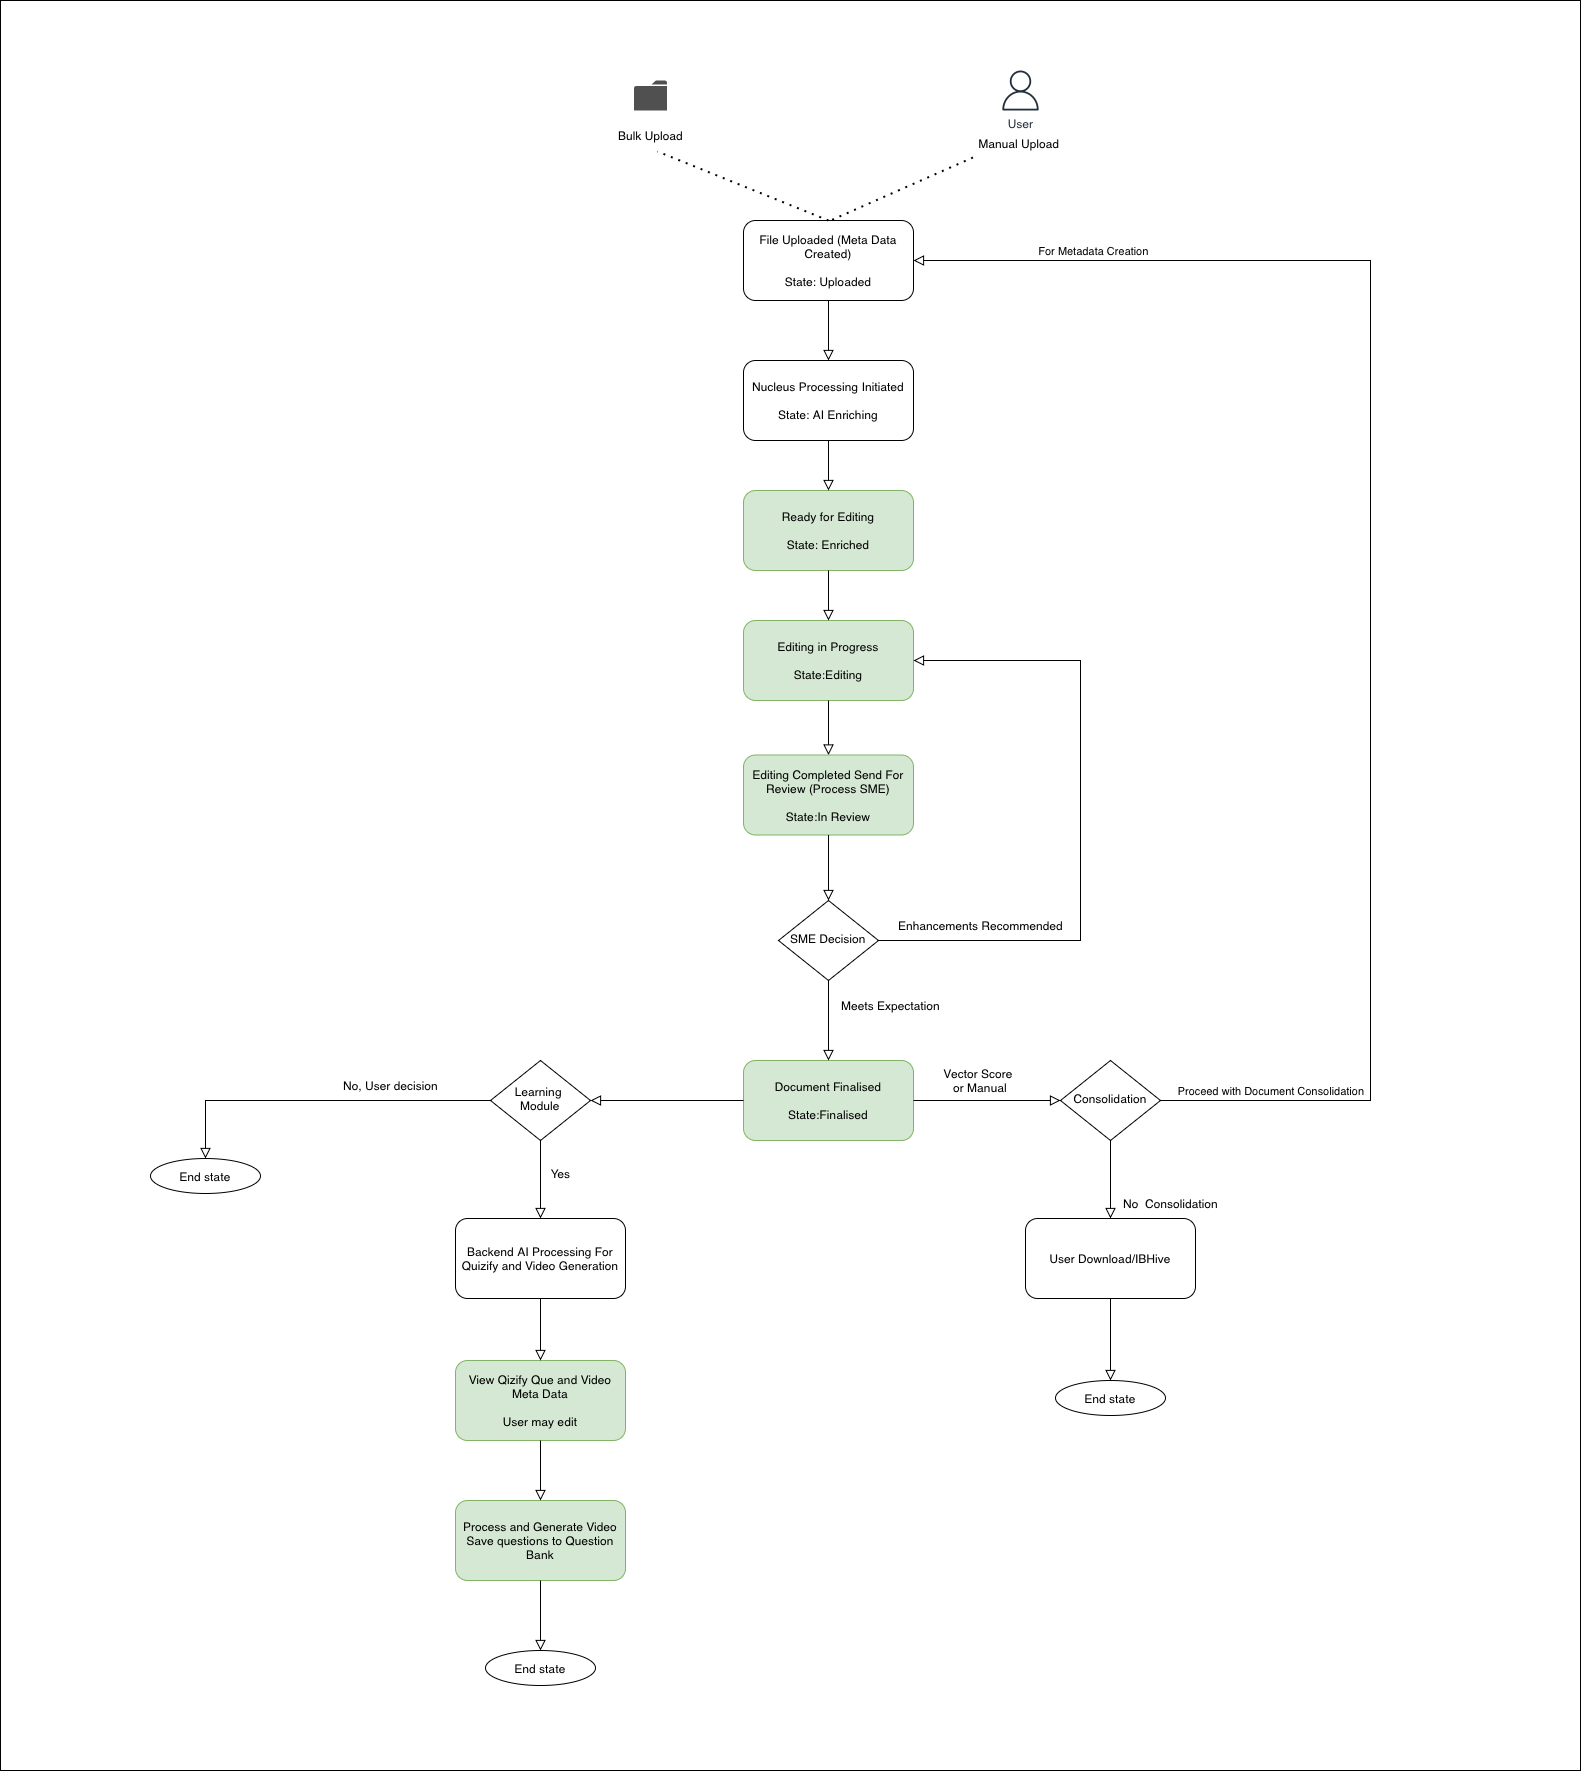 Bulk Upload
User
Manual Upload
File Uploaded (Meta Data
Created)
State: Uploaded
For Metadata Creation
Nucleus Processing Initiated
State: AI Enriching
Ready for Editing
State: Enriched
Editing in Progress
State:Editing
Editing Completed Send For
Review (Process SME)
State:In Review
SME Decision
Enhancements Recommended
Meets Expectation
No, User decision
Learning
Module
Document Finalised
State:Finalised
Vector Score
or Manual
Consolidation
Proceed with Document Consolidation
End state
Yes
No  Consolidation
Backend AI Processing For
Quizify and Video Generation
User Download/IBHive
View Qizify Que and Video
Meta Data
User may edit
End state
Process and Generate Video
Save questions to Question
Bank
End state